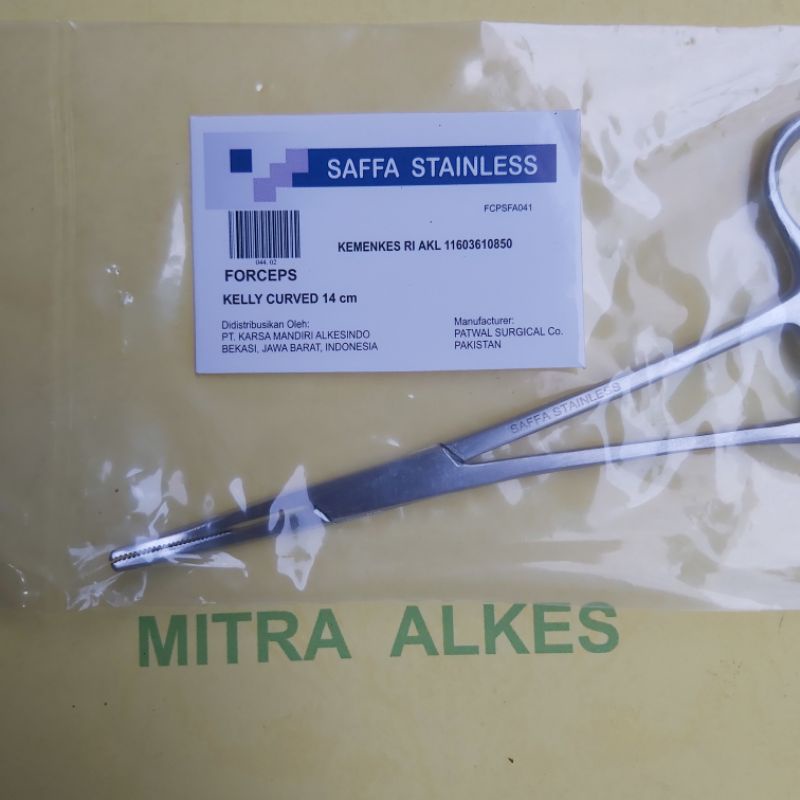 SAFFA STAINLESS
FCPSFA041
KEMENKES RI AKL 11603610850
044.02
FORCEPS
KELLY CURVED 14 cm
Didistribusikan Oleh:
PT. KARSA MANDIRI ALKESINDO
BEKASI, JAWA BARAT, INDONESIA
Manufacturer:
PATWAL SURGICAL Co.
PAKISTAN
SAFFA STAINLESS
MITRA ALKES